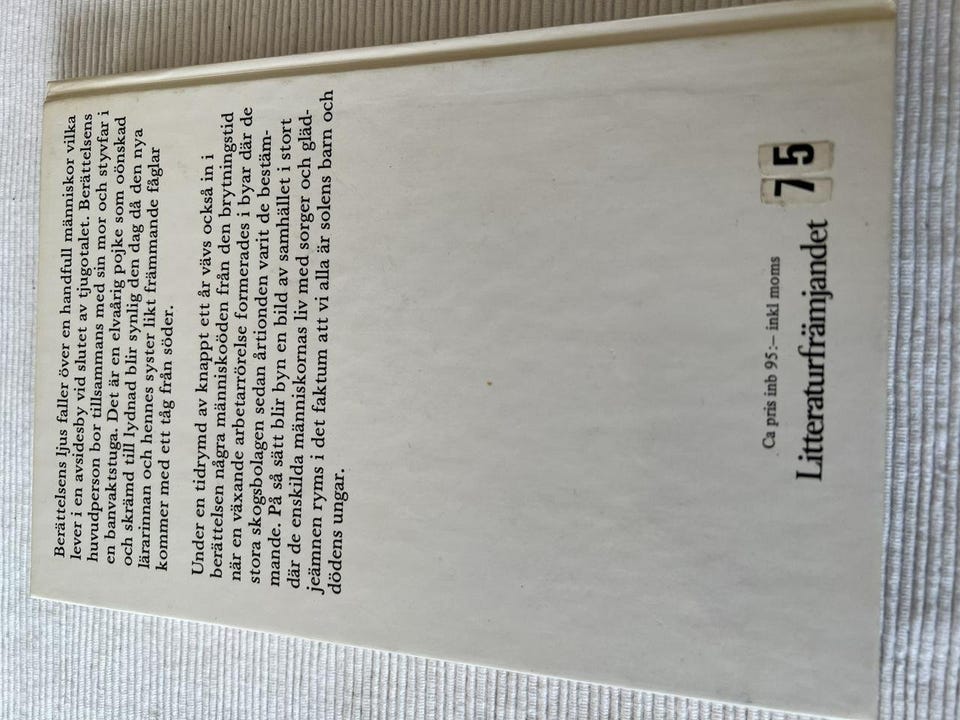 Berättelsens ljus faller över en handfull människor vilka
lever i en avsidesby vid slutet av tjugotalet. Berättelsens
huvudperson bor tillsammans med sin mor och styvfar i
en banvaktstuga. Det är en elvaårig pojke som oönskad
och skrämd till lydnad blir synlig den dag då den nya
lärarinnan och hennes syster likt främmande fåglar
kommer med ett tåg från söder.
Under en tidrymd av knappt ett år vävs också in i
berättelsen några människoöden från den brytningstid
när en växande arbetarrörelse formerades i byar där de
stora skogsbolagen sedan årtionden varit de bestäm-
mande. På så sätt blir byn en bild av samhället i stort
där de enskilda människornas liv med sorger och gläd-
jeämnen ryms i det faktum att vi alla är solens barn och
dödens ungar.
Ca pris inb 95:– inkl moms
Litteraturfrämjandet 75